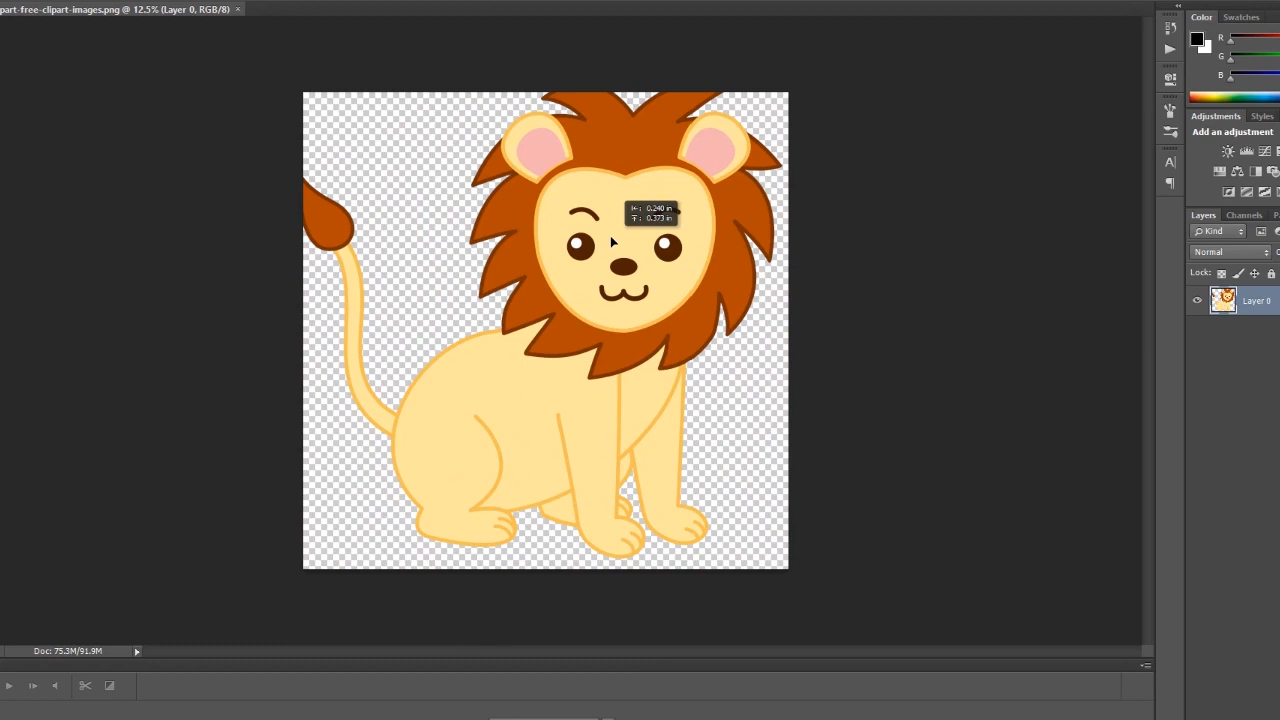 part-free-clipart-images.png @ 12.5% (Layer 0, RGB/8) ×
Color Swatches
R
G
B
Adjustments Styles
Add an adjustment
0.240 in
0.373 in
A
Layers Channels
Kind
Normal
Lock:
Layer 0
Doc: 75.3M/91.9M